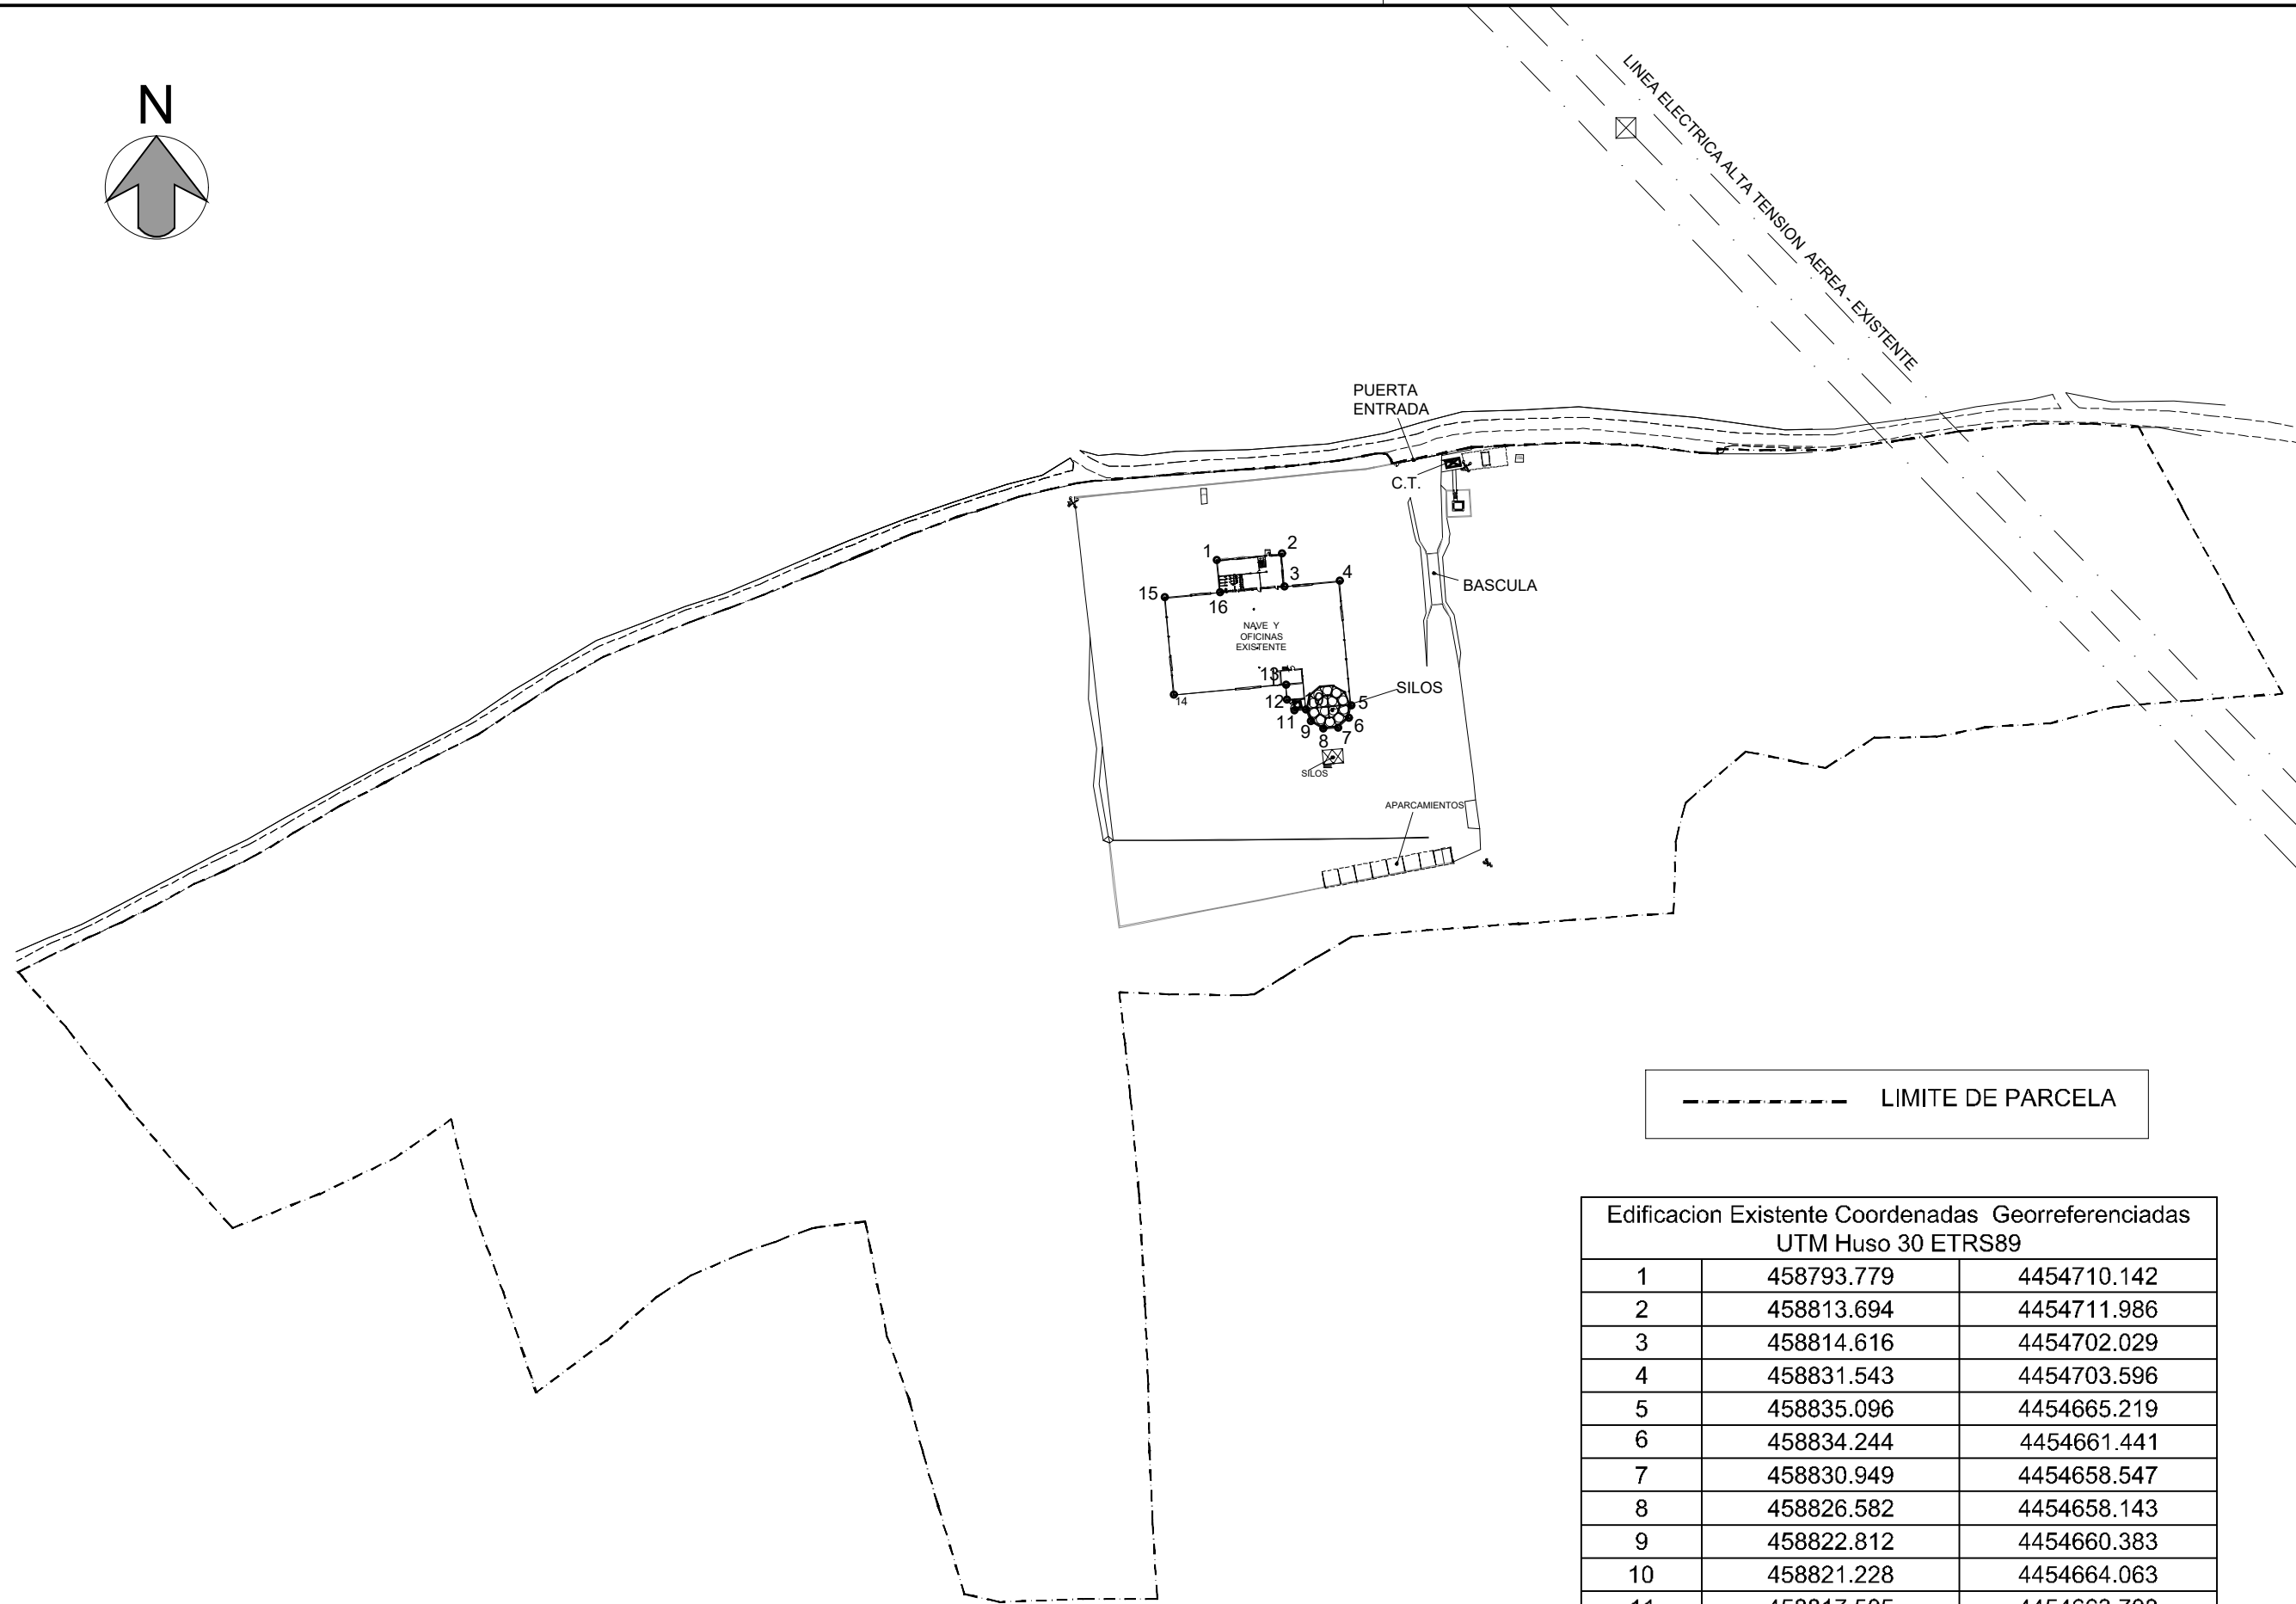 N
LINEA ELECTRICA ALTA TENSION AEREA - EXISTENTE
PUERTA
ENTRADA
C.T.
BASCULA
1
2
3
4
15
16
NAVE Y
OFICINAS
EXISTENTE
13
14
12
11
SILOS
5
6
7
8
9
SILOS
APARCAMIENTOS
LIMITE DE PARCELA
Edificacion Existente Coordenadas Georreferenciadas
UTM Huso 30 ETRS89
1 458793.779 4454710.142
2 458813.694 4454711.986
3 458814.616 4454702.029
4 458831.543 4454703.596
5 458835.096 4454665.219
6 458834.244 4454661.441
7 458830.949 4454658.547
8 458826.582 4454658.143
9 458822.812 4454660.383
10 458821.228 4454664.063